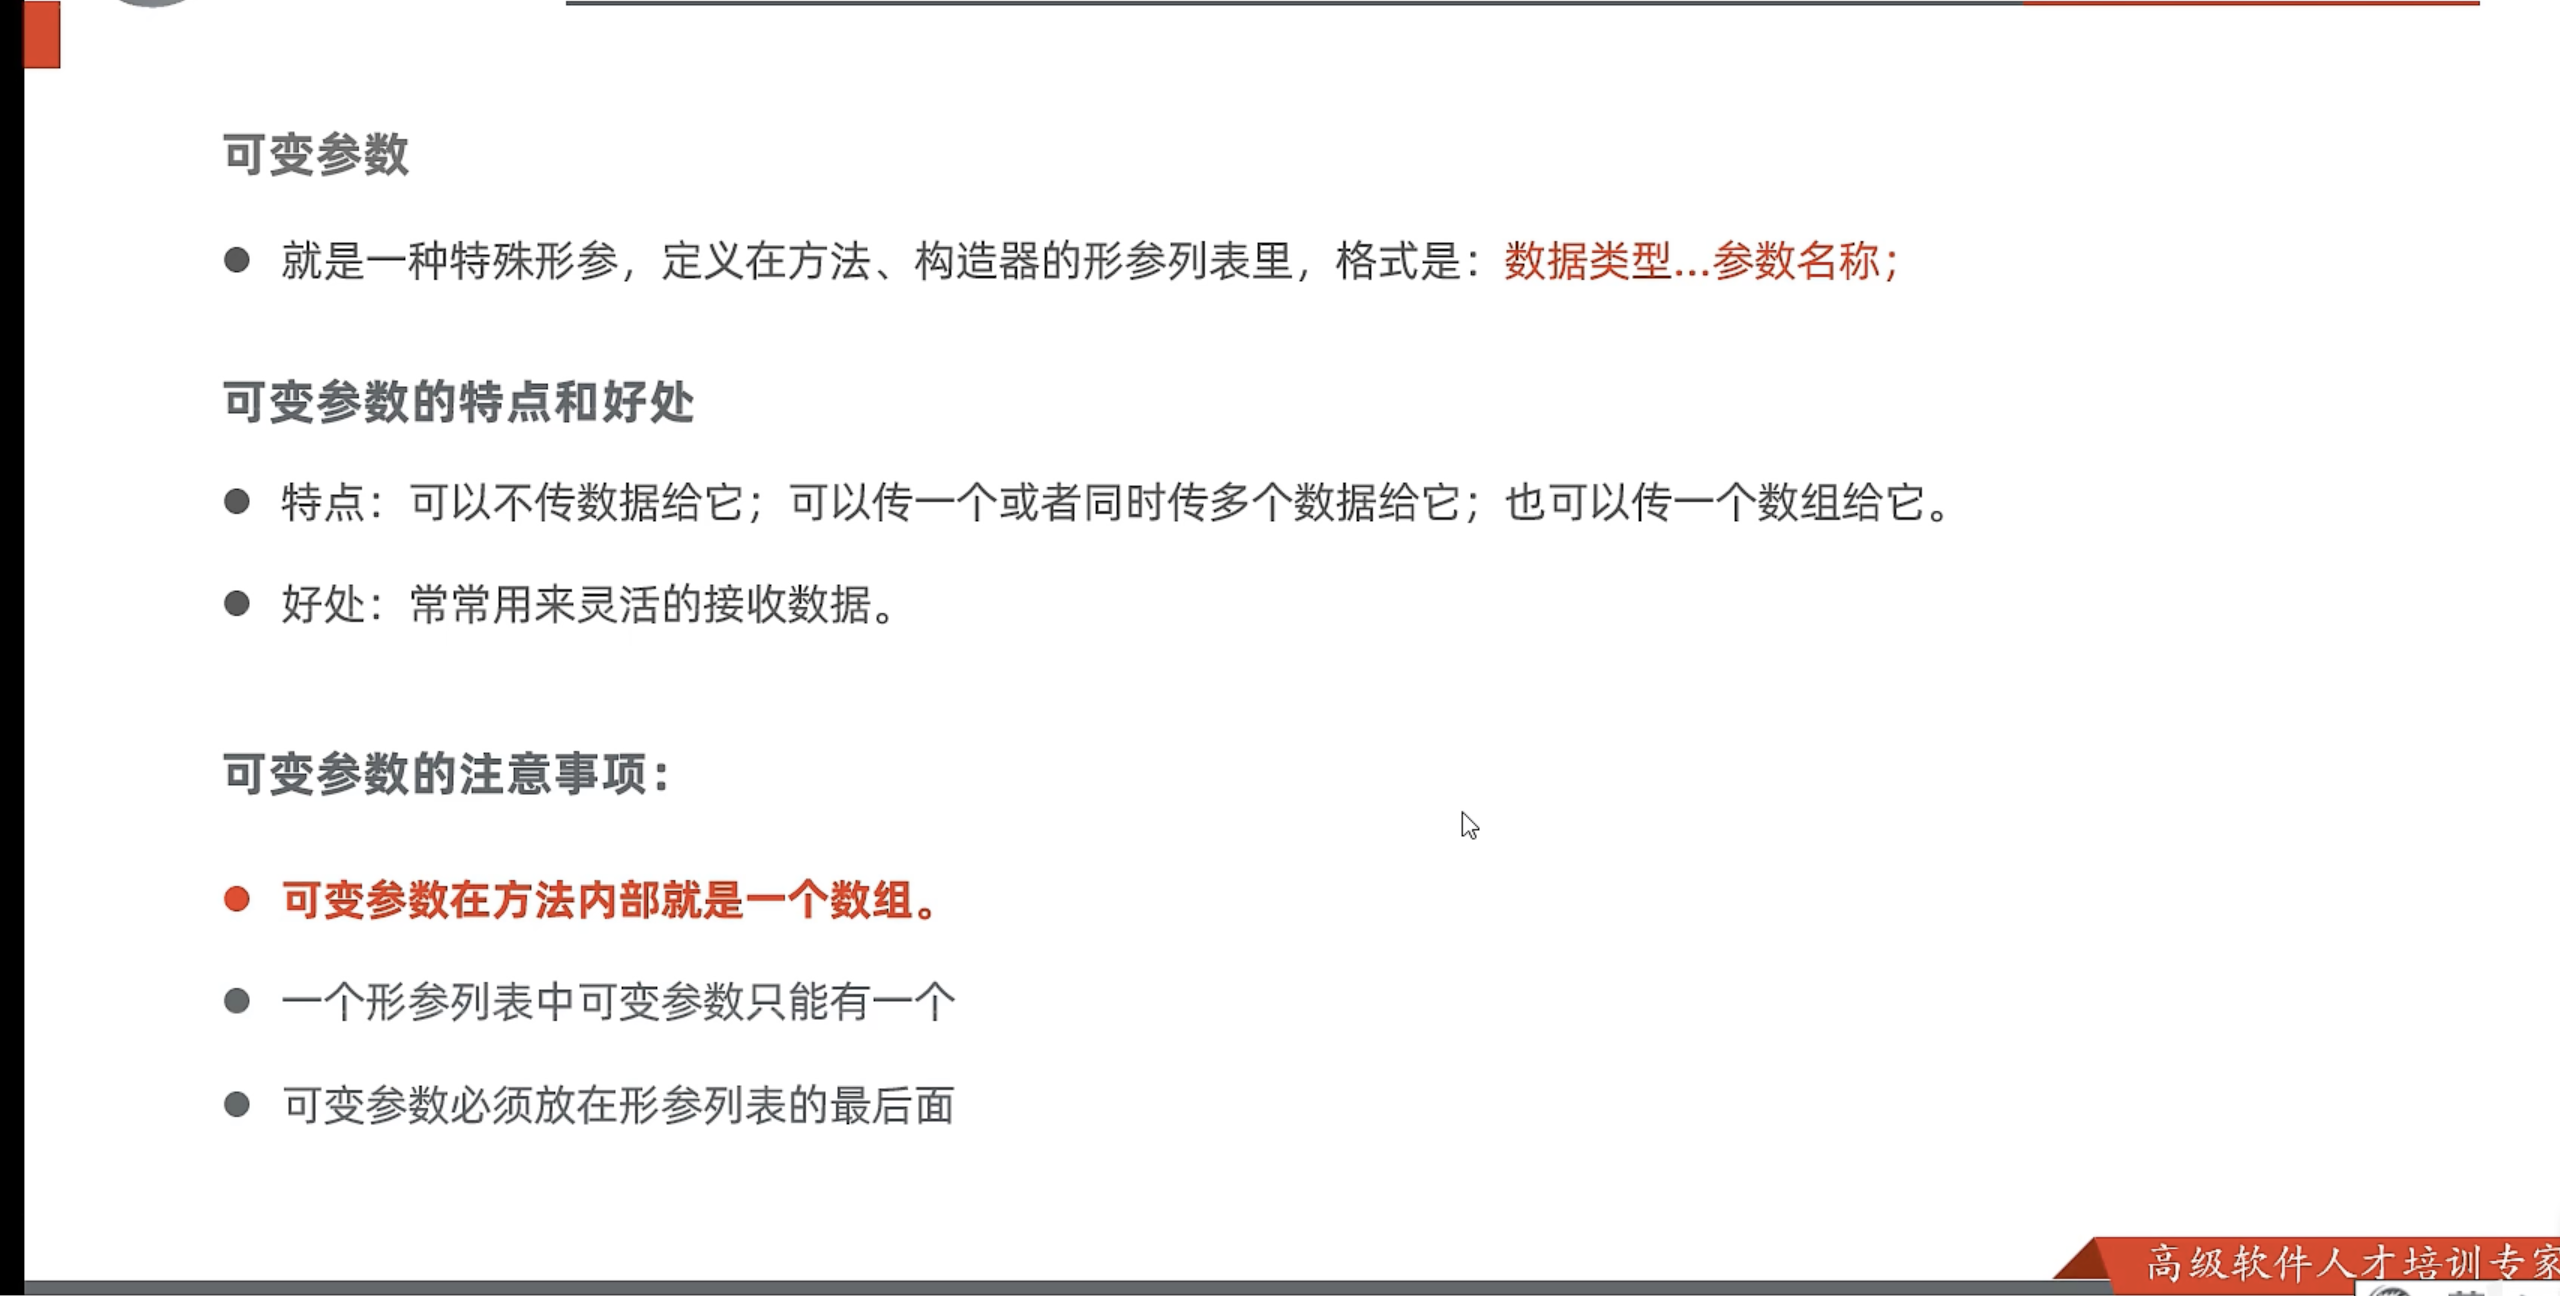 可变参数
就是一种特殊形参，定义在方法、构造器的形参列表里，格式是：数据类型...参数名称；
可变参数的特点和好处
特点：可以不传数据给它；可以传一个或者同时传多个数据给它；也可以传一个数组给它。
好处：常常用来灵活的接收数据。
可变参数的注意事项：
可变参数在方法内部就是一个数组。
一个形参列表中可变参数只能有一个
可变参数必须放在形参列表的最后面
高级软件人才培训专家